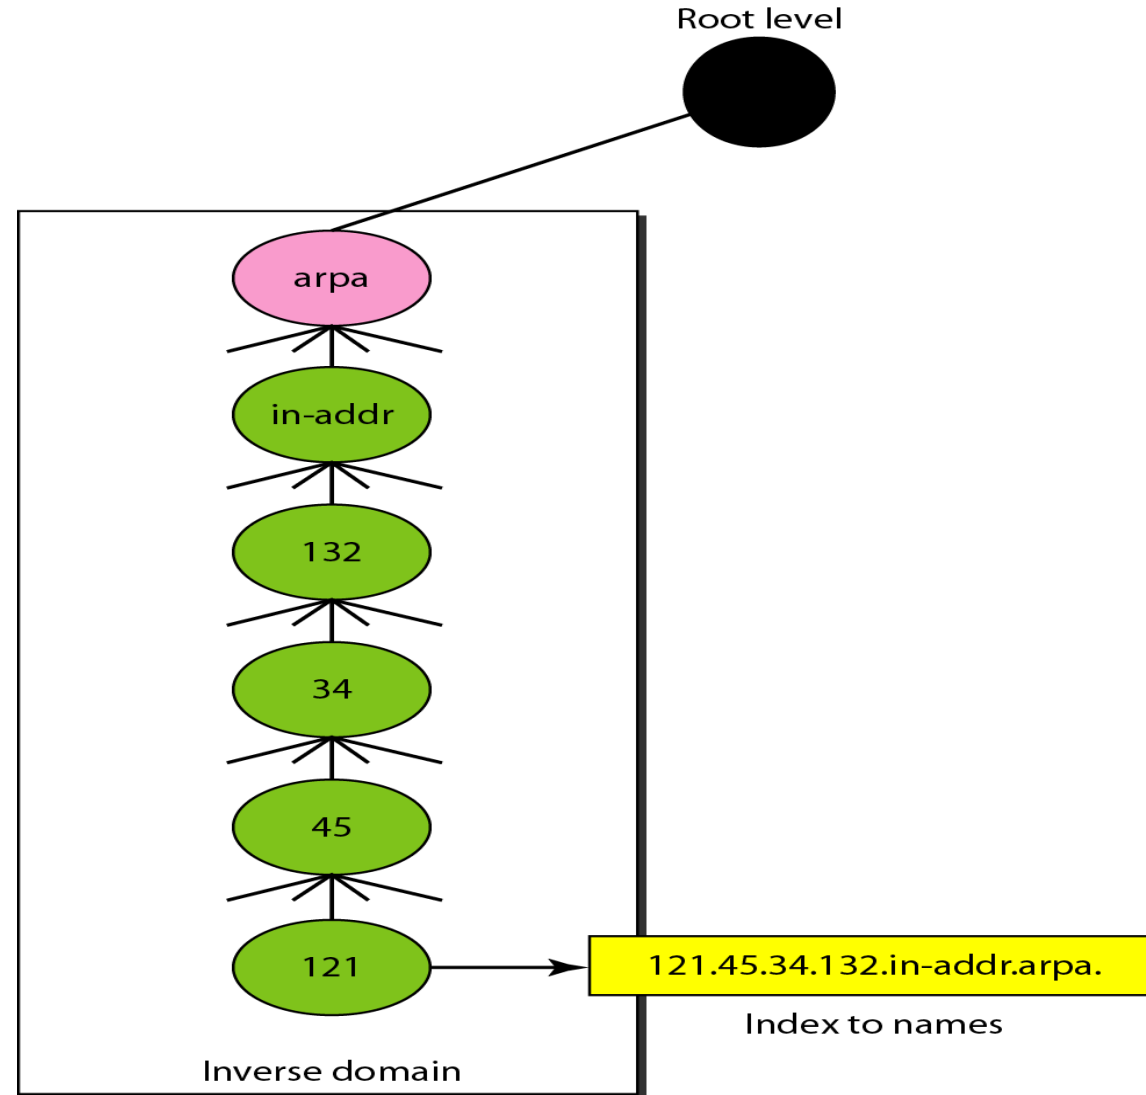 Root level
arpa
in-addr
132
34
45
121
121.45.34.132.in-addr.arpa.
Index to names
Inverse domain